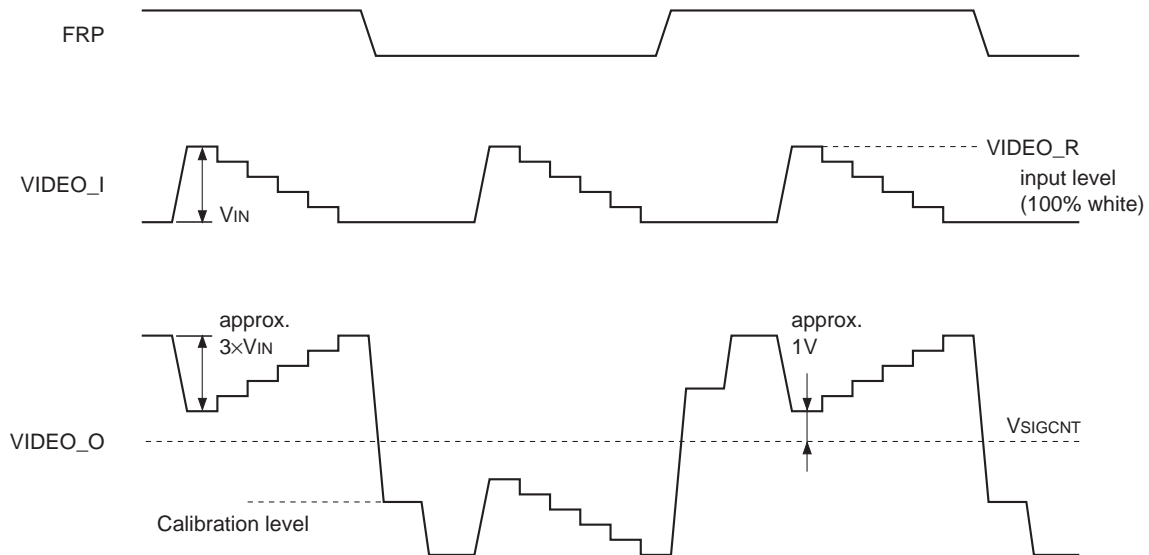 FRP
VIDEO_I
VIN
VIDEO_R
input level
(100% white)
approx.
3×VIN
approx.
1V
VIDEO_O
VSIGCNT
Calibration level